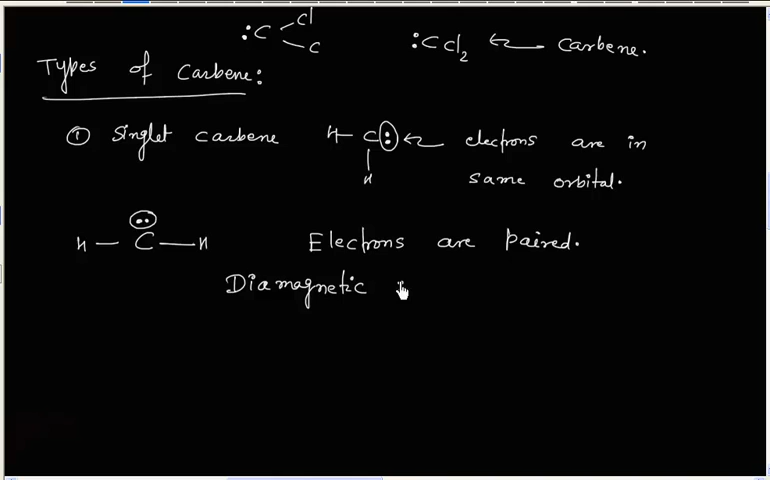 :C Cl
C
:CCl2 ← Carbene.
Types of Carbene:
① Singlet carbene H-C: ← electrons are in
H same orbital.
H — C̈ — H Electrons are paired.
Diamagnetic